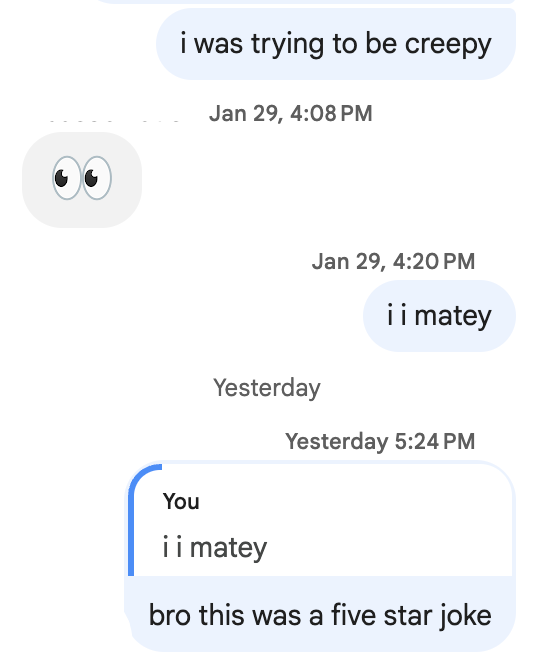 i was trying to be creepy
Jan 29, 4:08 PM
👀
Jan 29, 4:20 PM
i i matey
Yesterday
Yesterday 5:24 PM
You
i i matey
bro this was a five star joke